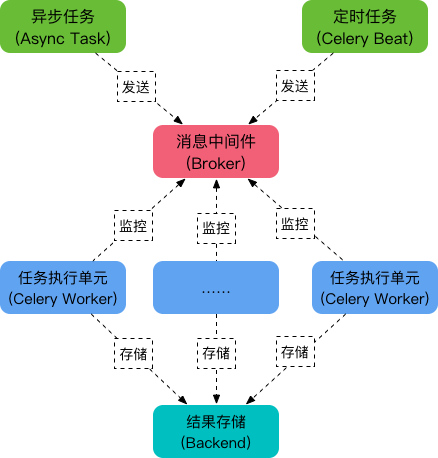 异步任务
(Async Task)
定时任务
(Celery Beat)
发送
发送
消息中间件
(Broker)
监控
监控
监控
任务执行单元
(Celery Worker)
……
任务执行单元
(Celery Worker)
存储
存储
存储
结果存储
(Backend)